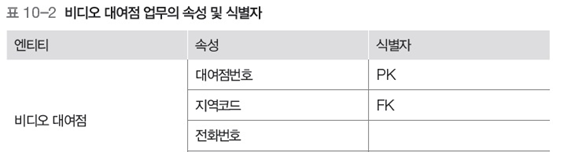 표 10-2 비디오 대여점 업무의 속성 및 식별자
엔티티 속성 식별자
대여점번호 PK
지역코드 FK
비디오 대여점
전화번호